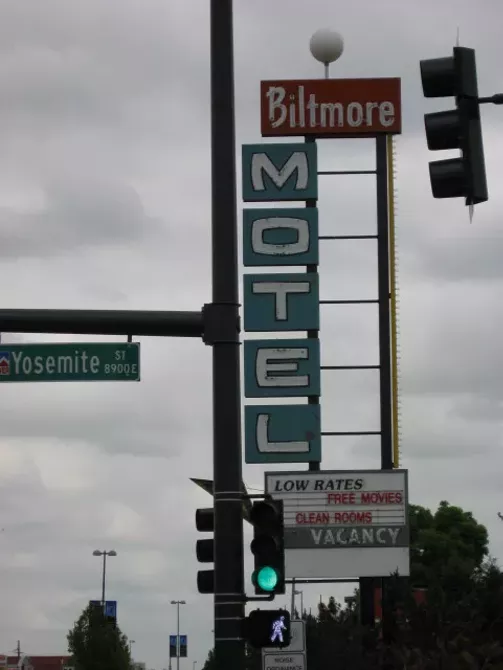 Biltmore
M
O
T
E
L
Yosemite ST
8900E
LOW RATES
FREE MOVIES
CLEAN ROOMS
VACANCY